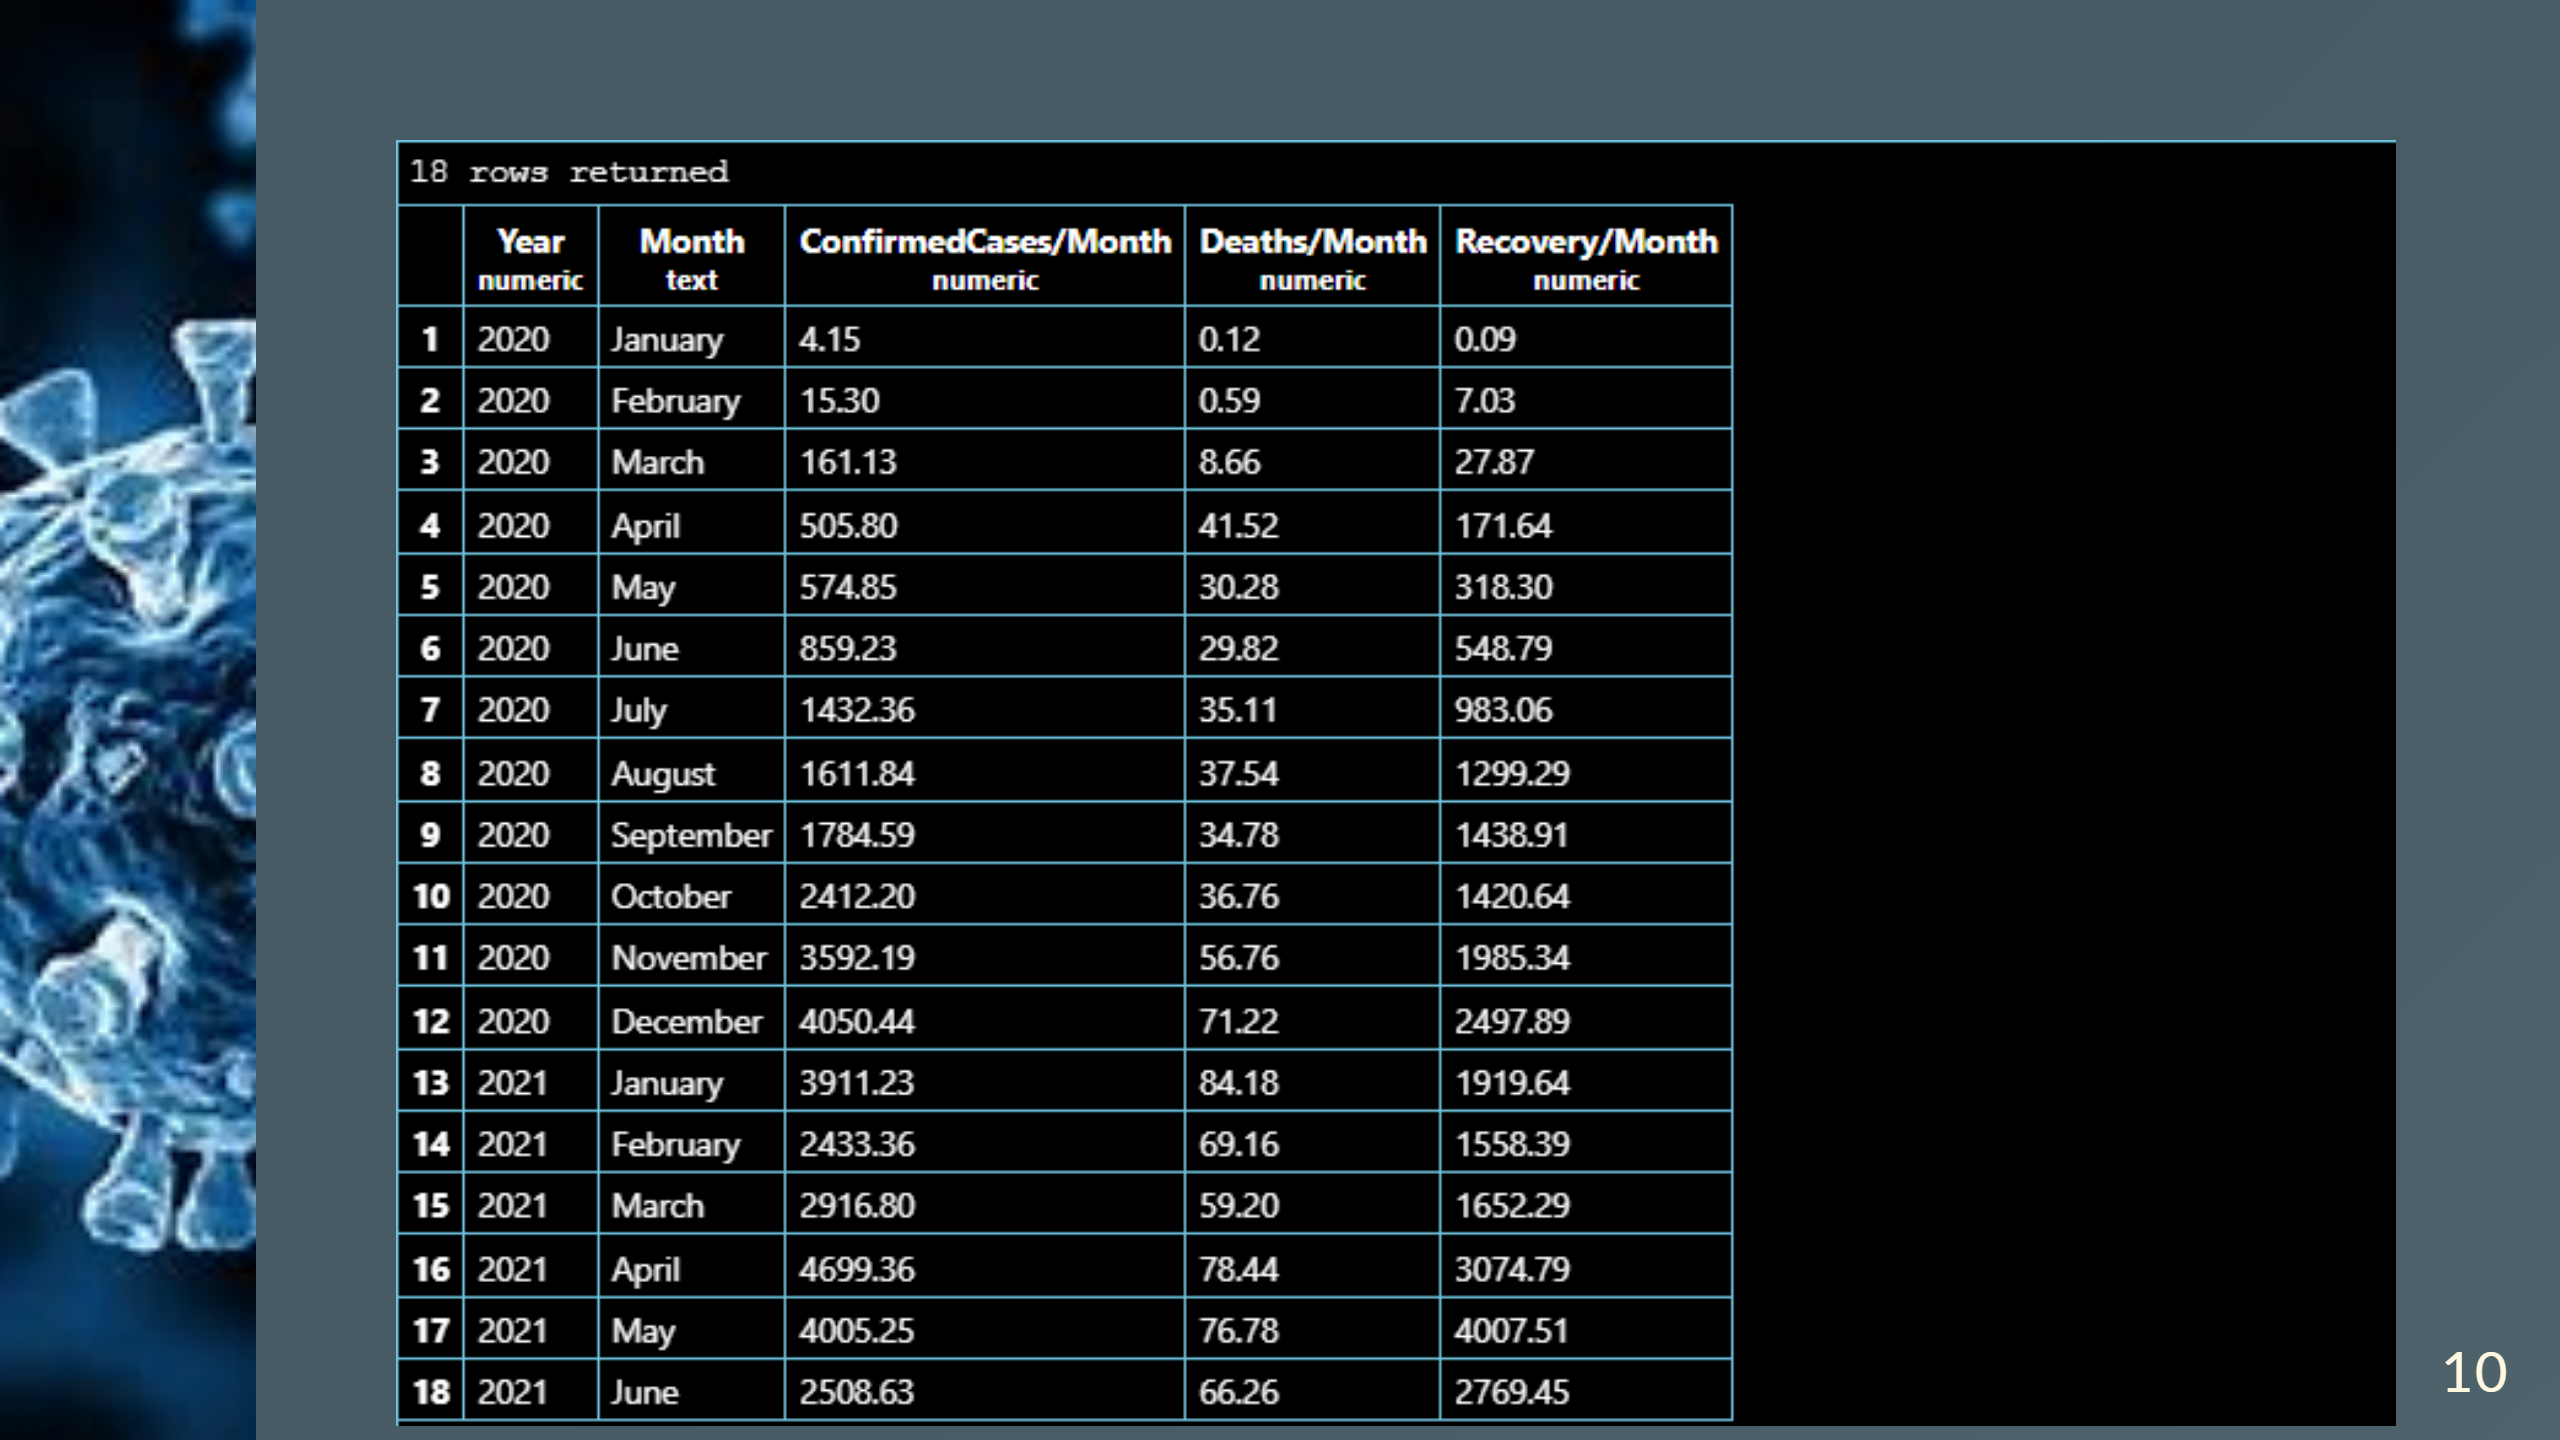 18 rows returned
Year Month ConfirmedCases/Month Deaths/Month Recovery/Month
numeric text numeric numeric numeric
1 2020 January 4.15 0.12 0.09
2 2020 February 15.30 0.59 7.03
3 2020 March 161.13 8.66 27.87
4 2020 April 505.80 41.52 171.64
5 2020 May 574.85 30.28 318.30
6 2020 June 859.23 29.82 548.79
7 2020 July 1432.36 35.11 983.06
8 2020 August 1611.84 37.54 1299.29
9 2020 September 1784.59 34.78 1438.91
10 2020 October 2412.20 36.76 1420.64
11 2020 November 3592.19 56.76 1985.34
12 2020 December 4050.44 71.22 2497.89
13 2021 January 3911.23 84.18 1919.64
14 2021 February 2433.36 69.16 1558.39
15 2021 March 2916.80 59.20 1652.29
16 2021 April 4699.36 78.44 3074.79
17 2021 May 4005.25 76.78 4007.51
18 2021 June 2508.63 66.26 2769.45
10